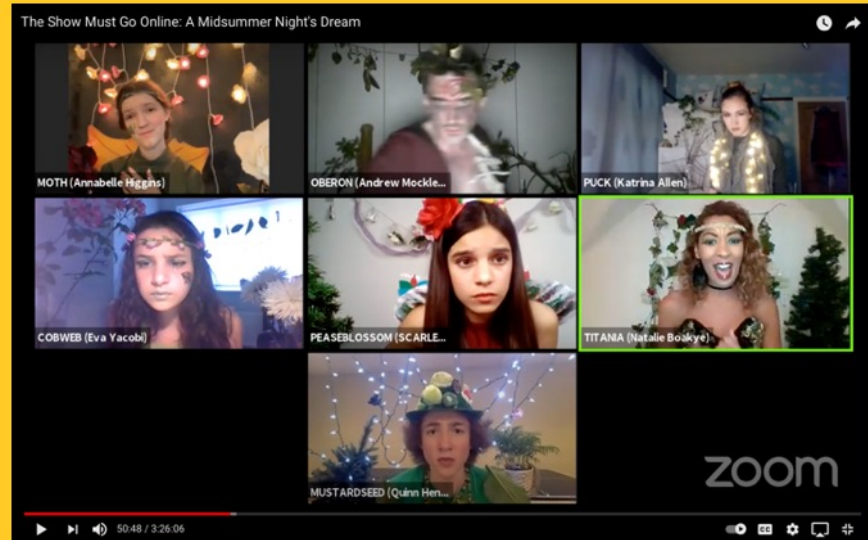 The Show Must Go Online: A Midsummer Night's Dream
MOTH (Annabelle Higgins)
OBERON (Andrew Mockle...
PUCK (Katrina Allen)
COBWEB (Eva Yacobi)
PEASEBLOSSOM (SCARLE...
TITANIA (Natalie Boakye)
MUSTARDSEED (Quinn Hen...
zoom
50:48 / 3:26:06
CC